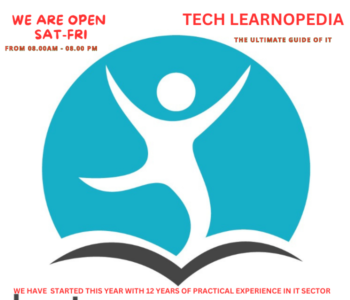 WE ARE OPEN
SAT-FRI
FROM 08.00AM - 08.00 PM
TECH LEARNOPEDIA
THE ULTIMATE GUIDE OF IT
WE HAVE STARTED THIS YEAR WITH 12 YEARS OF PRACTICAL EXPERIENCE IN IT SECTOR